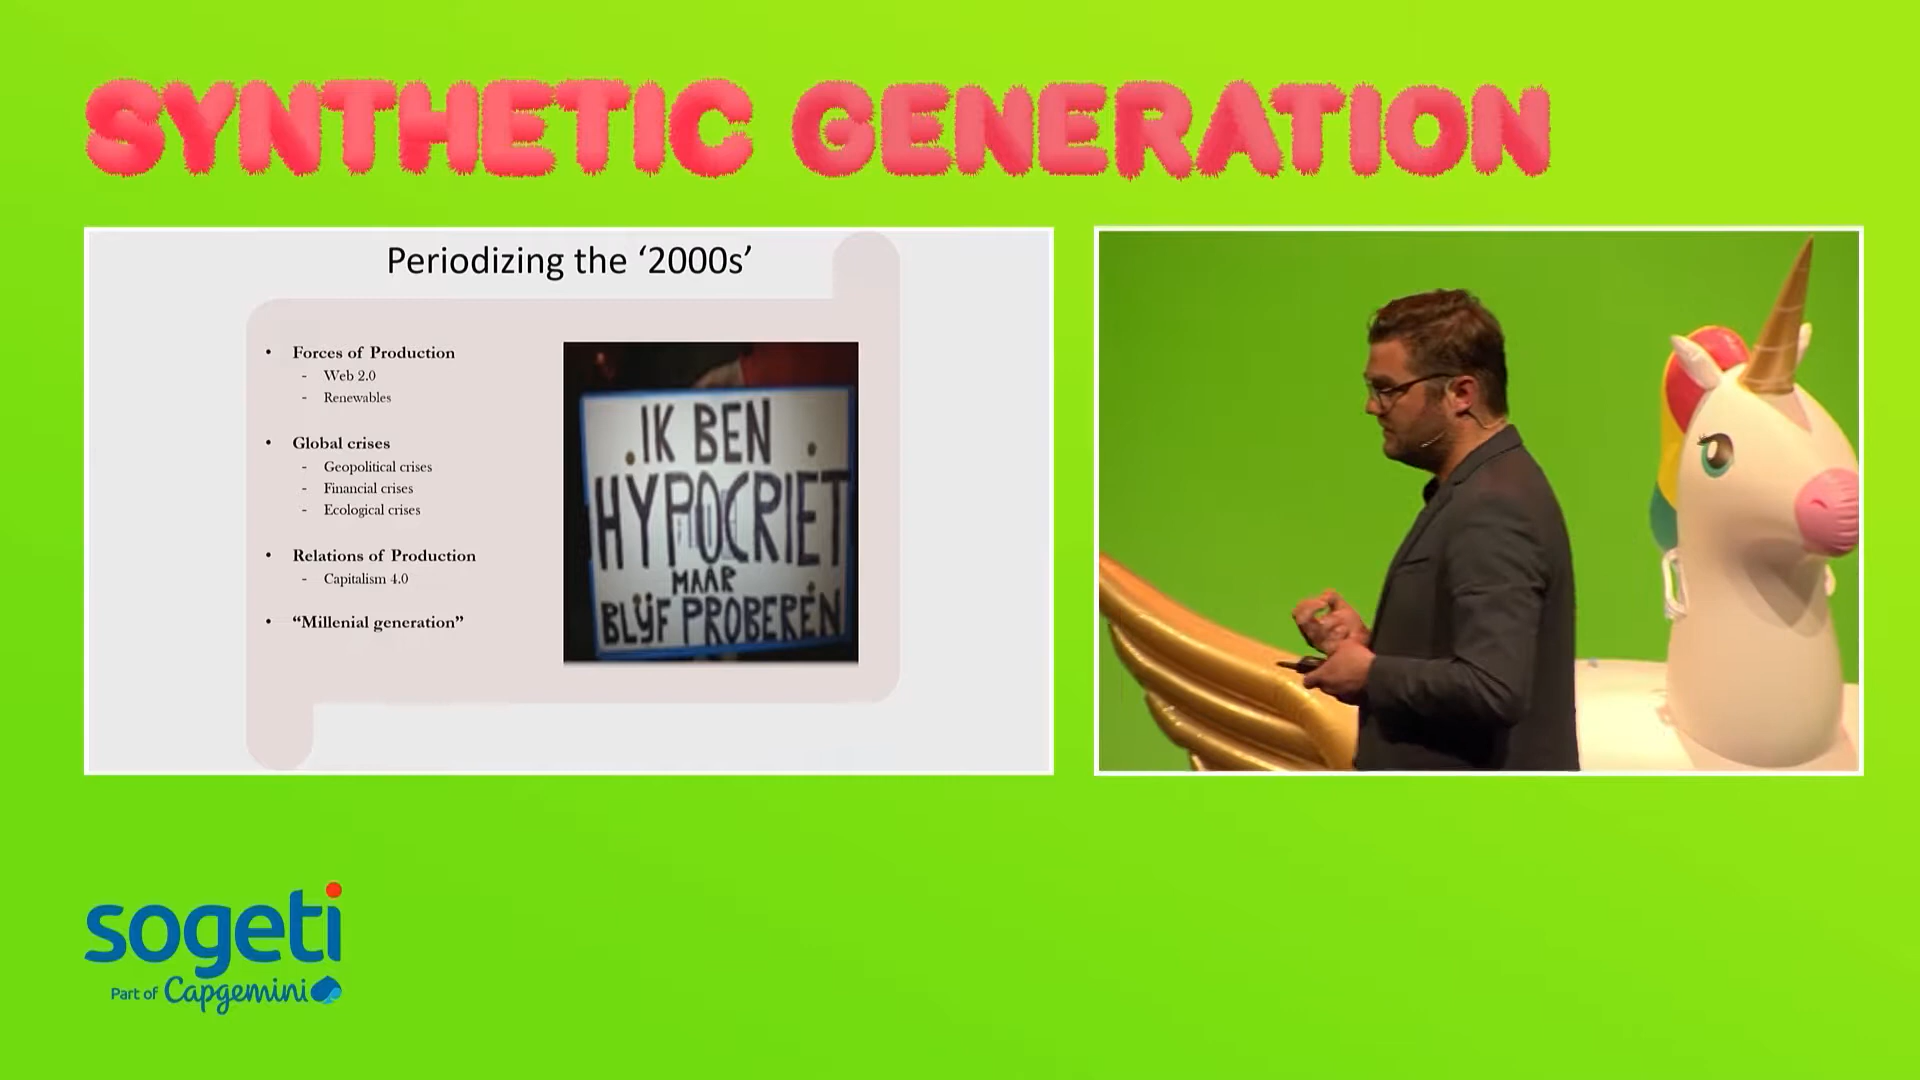 SYNTHETIC GENERATION
Periodizing the ‘2000s’
• Forces of Production
- Web 2.0
- Renewables
• Global crises
- Geopolitical crises
- Financial crises
- Ecological crises
• Relations of Production
- Capitalism 4.0
• “Millenial generation”
IK BEN
HYPOCRIET
MAAR
BLIJF PROBEREN
sogeti
Part of Capgemini